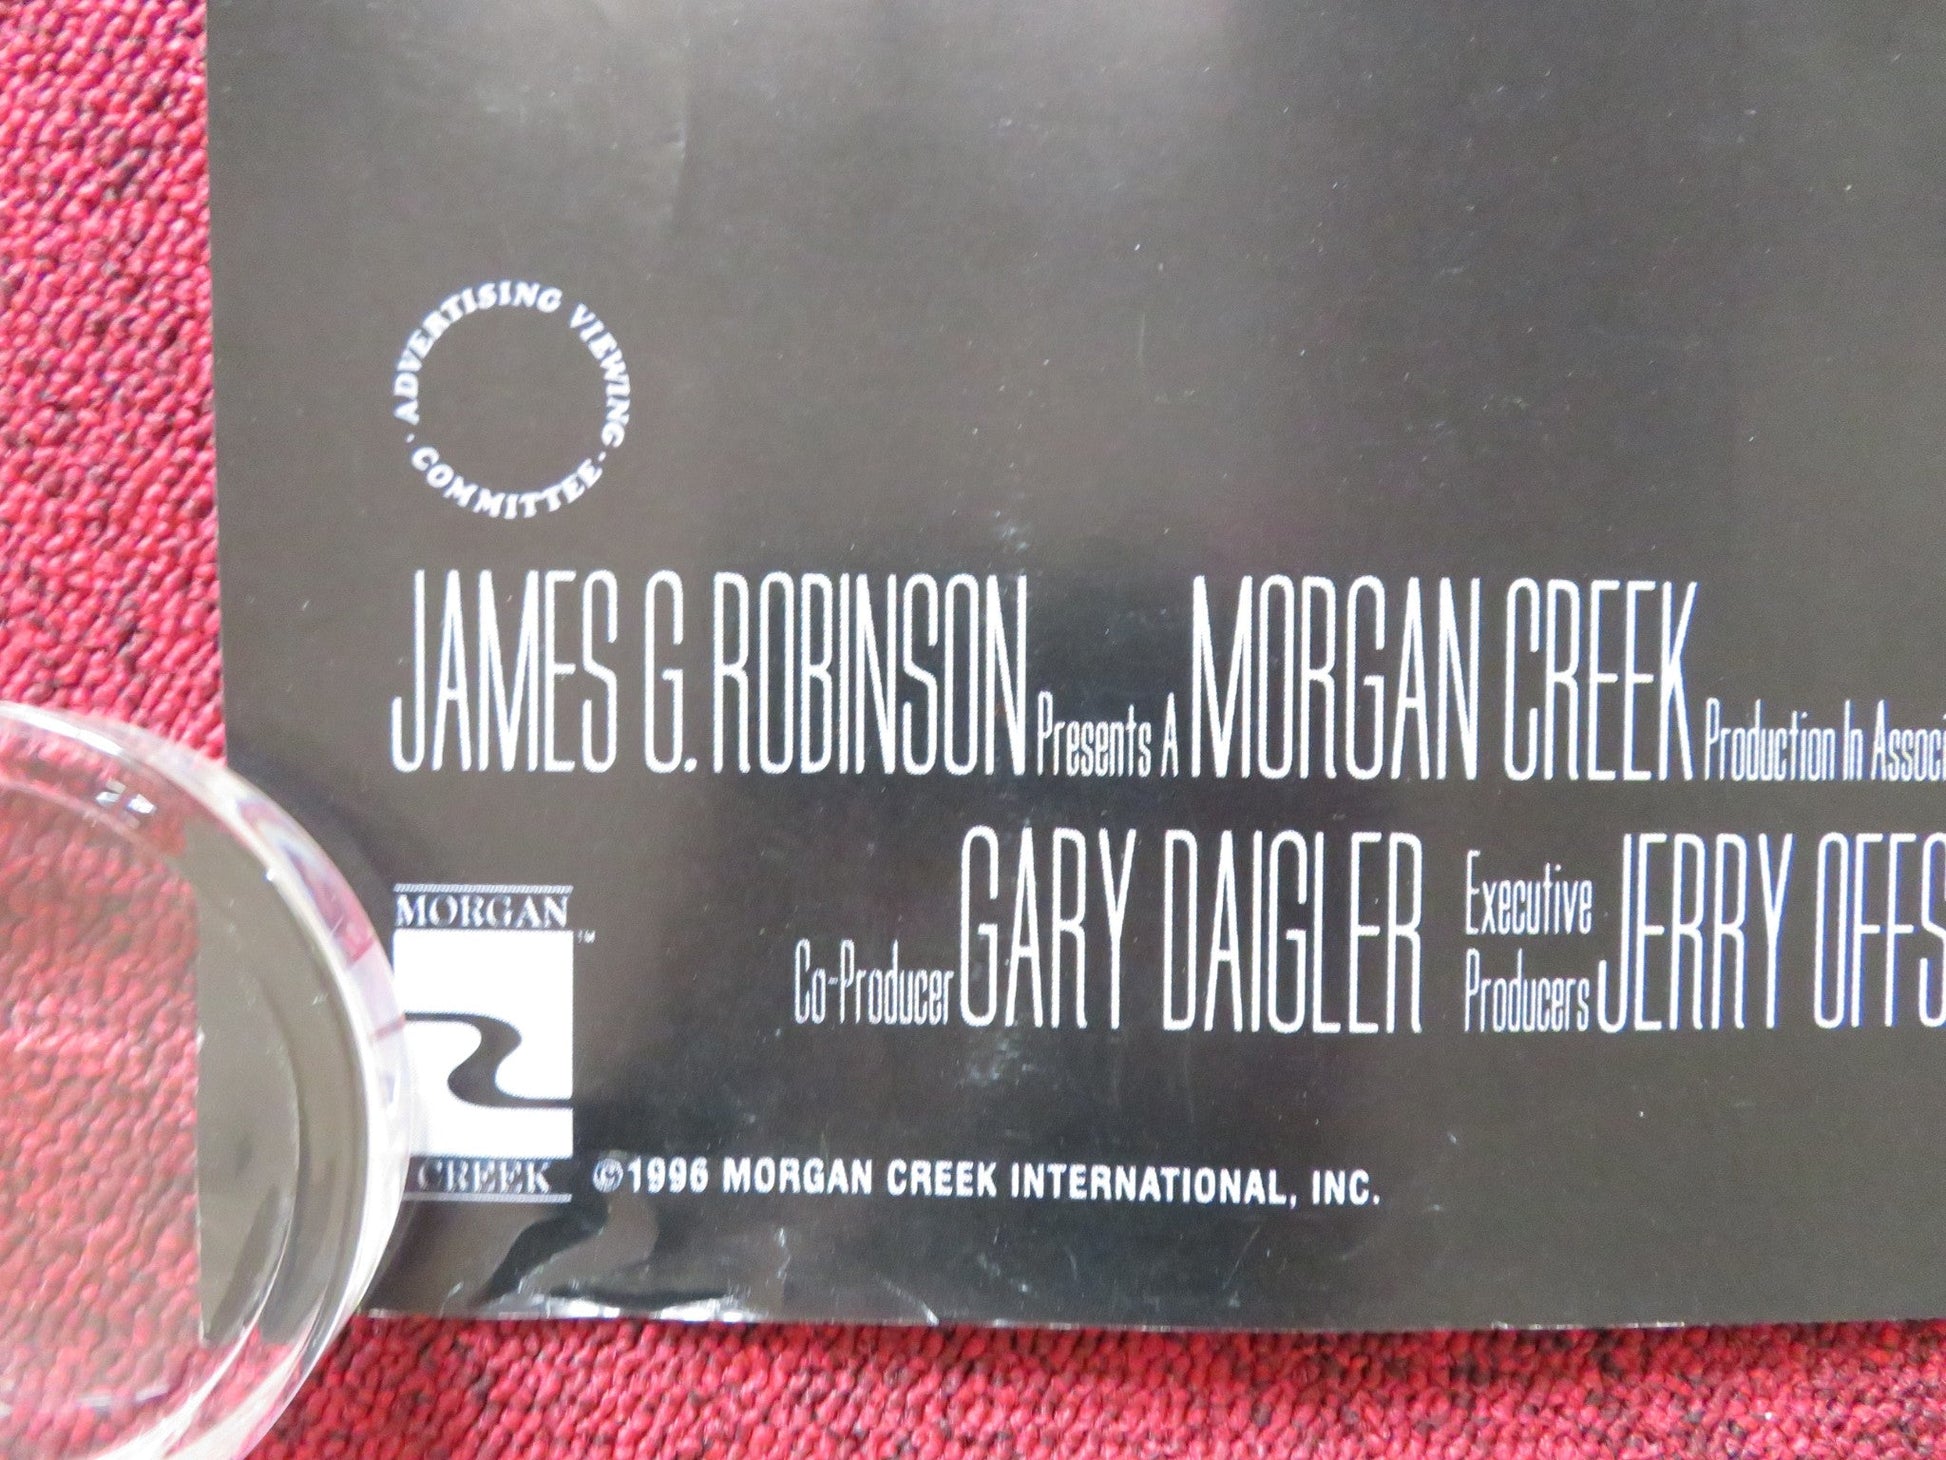 · ADVERTISING VIEWING ·
COMMITTEE
JAMES G. ROBINSON Presents A MORGAN CREEK Production In Associ
Co-Producer GARY DAIGLER Executive Producers JERRY OFFS
MORGAN ™
CREEK
©1996 MORGAN CREEK INTERNATIONAL, INC.